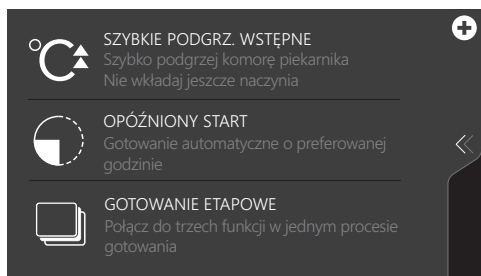 SZYBKIE PODGRZ. WSTĘPNE
Szybko podgrzej komorę piekarnika
Nie wkładaj jeszcze naczynia
OPÓŹNIONY START
Gotowanie automatyczne o preferowanej
godzinie
GOTOWANIE ETAPOWE
Połącz do trzech funkcji w jednym procesie
gotowania